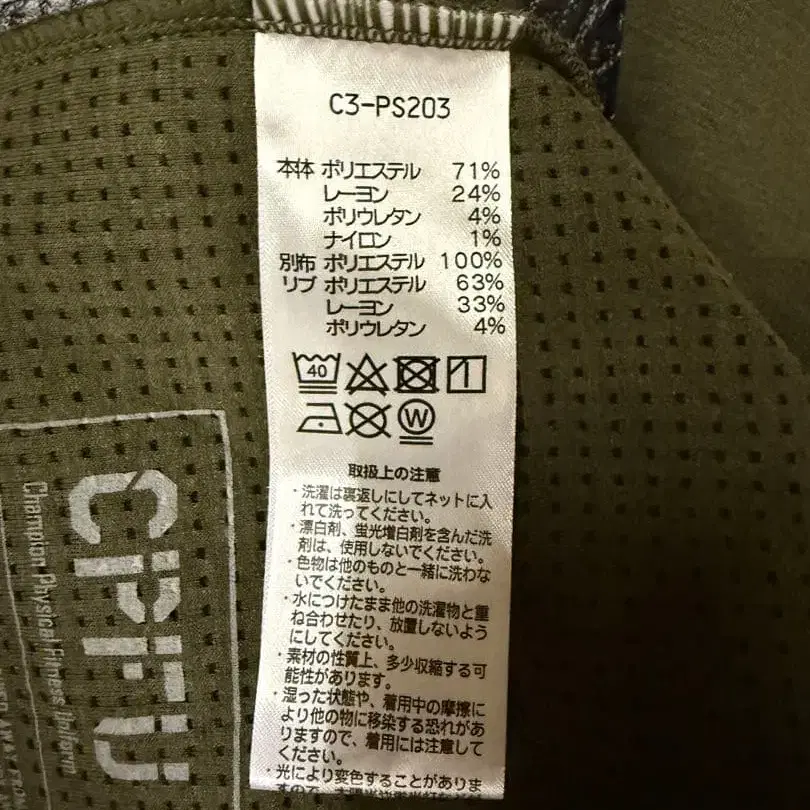 C3-PS203
本体 ポリエステル 71%
レーヨン 24%
ポリウレタン 4%
ナイロン 1%
別布 ポリエステル 100%
リブ ポリエステル 63%
レーヨン 33%
ポリウレタン 4%
40
W
取扱上の注意
・洗濯は裏返しにしてネットに入
れて洗ってください。
・漂白剤、蛍光増白剤を含んだ洗
剤は、使用しないでください。
・色物は他のものと一緒に洗わな
いでください。
・水につけたまま他の洗濯物と重
ね合わせたり、放置しないよう
にしてください。
・素材の性質上、多少収縮する可
能性があります。
・湿った状態や、着用中の摩擦に
より他の物に移染する恐れがあ
りますので、着用には注意して
ください。
・光により変色することがありま
すので、
CPFU
Champion Physical Fitness Uniform